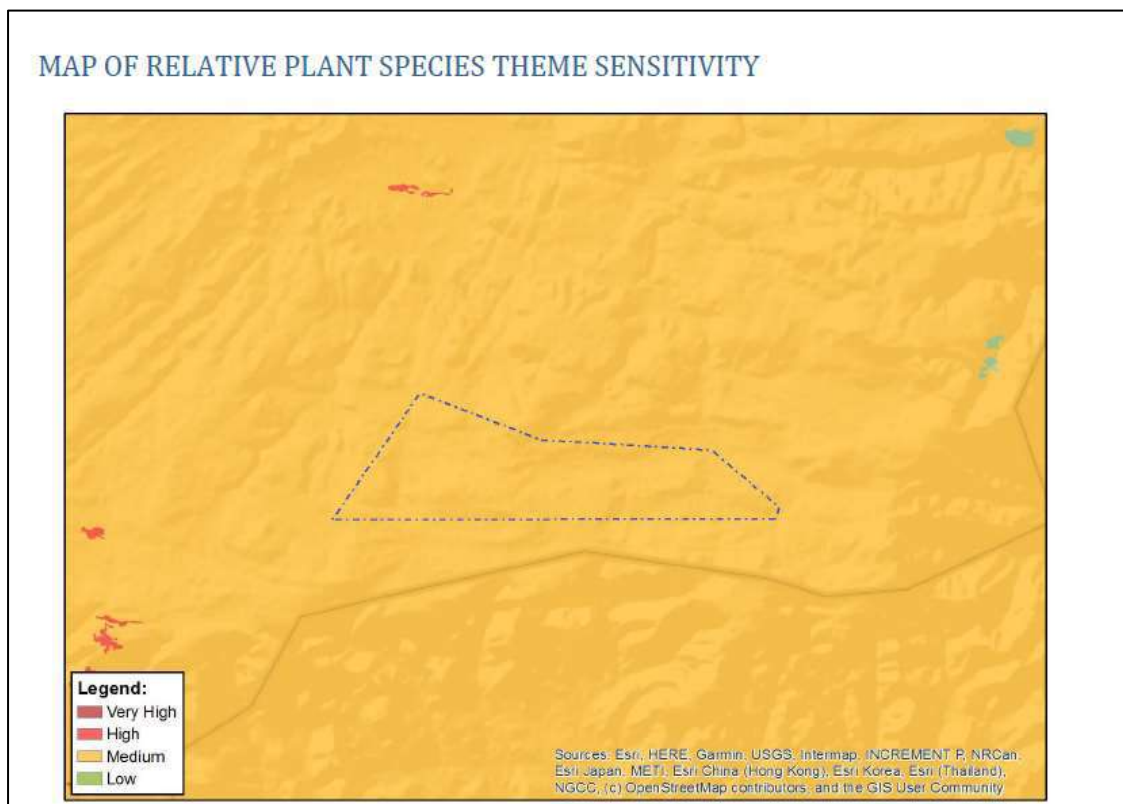 MAP OF RELATIVE PLANT SPECIES THEME SENSITIVITY
Legend:
Very High
High
Medium
Low
Sources: Esri, HERE, Garmin, USGS, Intermap, INCREMENT P, NRCan,
Esri Japan, METI, Esri China (Hong Kong), Esri Korea, Esri (Thailand),
NGCC, (c) OpenStreetMap contributors, and the GIS User Community